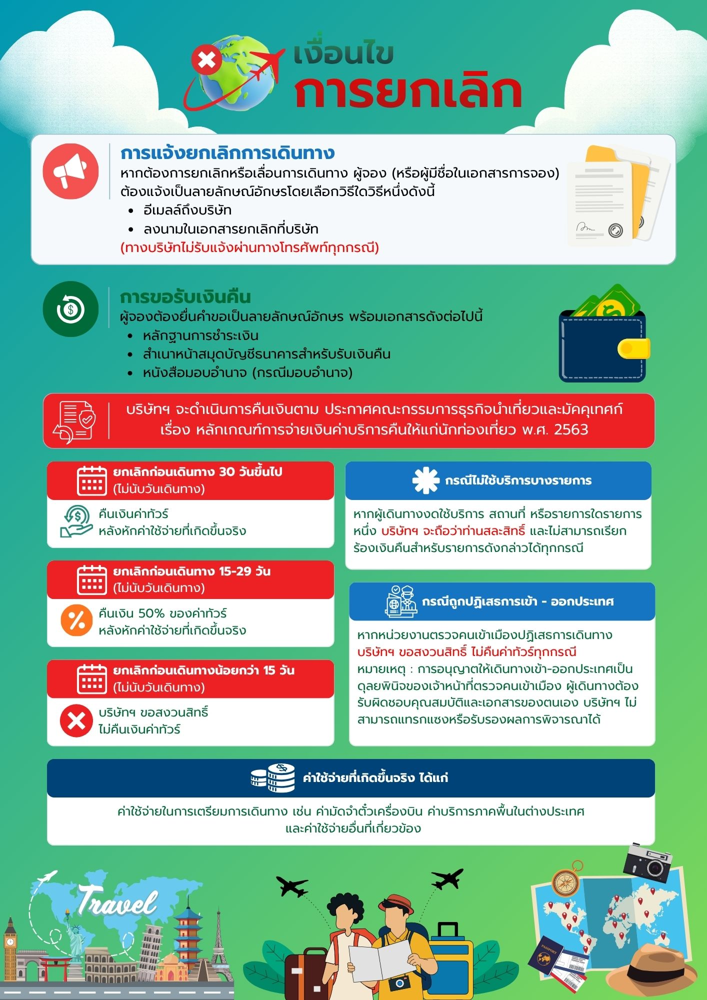 เงื่อนไข
การยกเลิก
การแจ้งยกเลิกการเดินทาง
หากต้องการยกเลิกหรือเลื่อนการเดินทาง ผู้จอง (หรือผู้มีชื่อในเอกสารการจอง)
ต้องแจ้งเป็นลายลักษณ์อักษรโดยเลือกวิธีใดวิธีหนึ่งดังนี้
• อีเมลล์ถึงบริษัท
• ลงนามในเอกสารยกเลิกที่บริษัท
(ทางบริษัทไม่รับแจ้งผ่านทางโทรศัพท์ทุกกรณี)
การขอรับเงินคืน
ผู้จองต้องยื่นคำขอเป็นลายลักษณ์อักษร พร้อมเอกสารดังต่อไปนี้
• หลักฐานการชำระเงิน
• สำเนาหน้าสมุดบัญชีธนาคารสำหรับรับเงินคืน
• หนังสือมอบอำนาจ (กรณีมอบอำนาจ)
บริษัทฯ จะดำเนินการคืนเงินตาม ประกาศคณะกรรมการธุรกิจนำเที่ยวและมัคคุเทศก์
เรื่อง หลักเกณฑ์การจ่ายเงินค่าบริการคืนให้แก่นักท่องเที่ยว พ.ศ. 2563
ยกเลิกก่อนเดินทาง 30 วันขึ้นไป
(ไม่นับวันเดินทาง)
คืนเงินค่าทัวร์
หลังหักค่าใช้จ่ายที่เกิดขึ้นจริง
ยกเลิกก่อนเดินทาง 15-29 วัน
(ไม่นับวันเดินทาง)
คืนเงิน 50% ของค่าทัวร์
หลังหักค่าใช้จ่ายที่เกิดขึ้นจริง
ยกเลิกก่อนเดินทางน้อยกว่า 15 วัน
(ไม่นับวันเดินทาง)
บริษัทฯ ขอสงวนสิทธิ์
ไม่คืนเงินค่าทัวร์
กรณีไม่ใช้บริการบางรายการ
หากผู้เดินทางงดใช้บริการ สถานที่ หรือรายการใดรายการ
หนึ่ง บริษัทฯ จะถือว่าท่านสละสิทธิ์ และไม่สามารถเรียก
ร้องเงินคืนสำหรับรายการดังกล่าวได้ทุกกรณี
กรณีถูกปฏิเสธการเข้า - ออกประเทศ
หากหน่วยงานตรวจคนเข้าเมืองปฏิเสธการเดินทาง
บริษัทฯ ขอสงวนสิทธิ์ ไม่คืนค่าทัวร์ทุกกรณี
หมายเหตุ : การอนุญาตให้เดินทางเข้า-ออกประเทศเป็น
ดุลยพินิจของเจ้าหน้าที่ตรวจคนเข้าเมือง ผู้เดินทางต้อง
รับผิดชอบคุณสมบัติและเอกสารของตนเอง บริษัทฯ ไม่
สามารถแทรกแซงหรือรับรองผลการพิจารณาได้
ค่าใช้จ่ายที่เกิดขึ้นจริง ได้แก่
ค่าใช้จ่ายในการเตรียมการเดินทาง เช่น ค่ามัดจำตั๋วเครื่องบิน ค่าบริการภาคพื้นในต่างประเทศ
และค่าใช้จ่ายอื่นที่เกี่ยวข้อง
Travel
PASSPORT